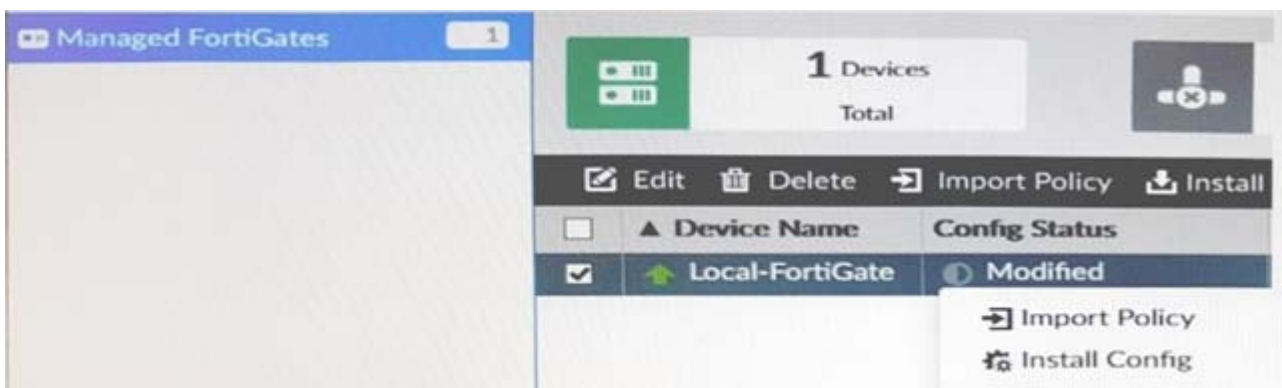 Managed FortiGates 1
1 Devices
Total
Edit Delete Import Policy Install
Device Name Config Status
Local-FortiGate Modified
Import Policy
Install Config